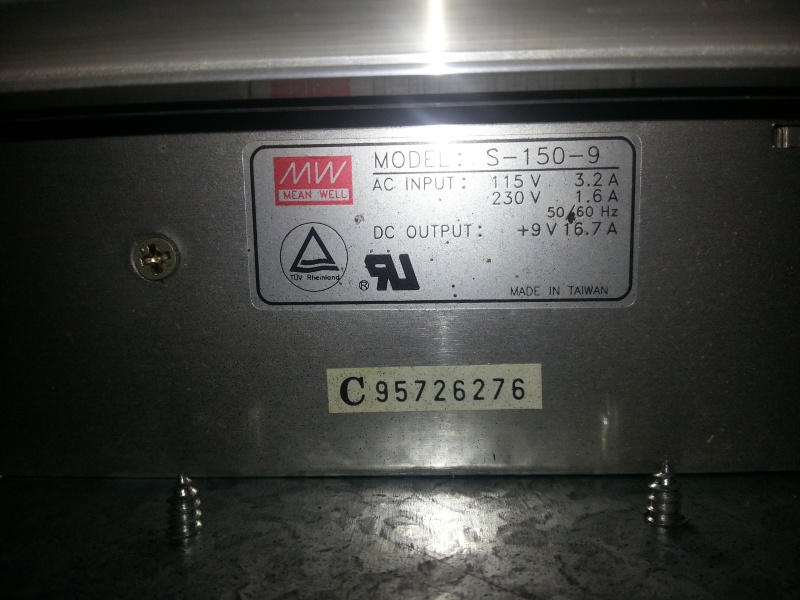 MW
MEAN WELL
MODEL: S-150-9
AC INPUT: 115V 3.2A
230V 1.6A
50/60 Hz
DC OUTPUT: +9V 16.7A
TÜV Rheinland
® RU
MADE IN TAIWAN
C95726276